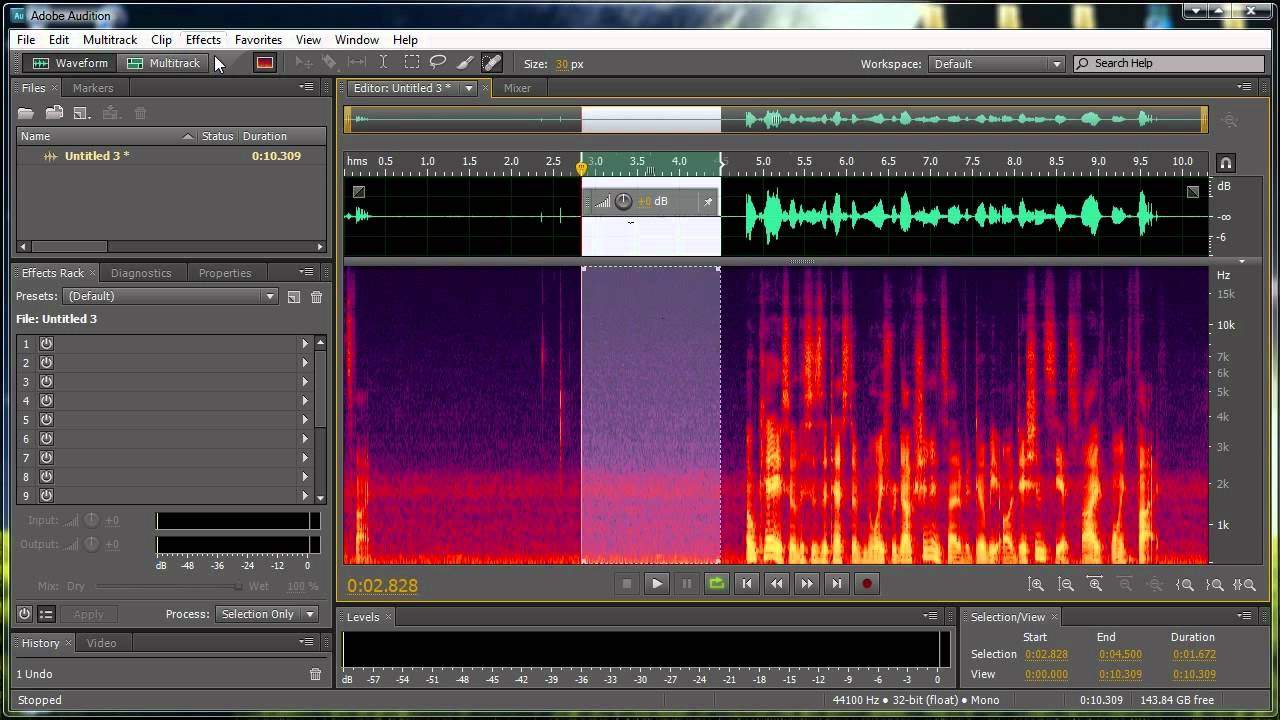 Au Adobe Audition
File Edit Multitrack Clip Effects Favorites View Window Help
Waveform Multitrack Size: 30 px Workspace: Default Search Help
Files × Markers
Name Status Duration
Untitled 3 * 0:10.309
Effects Rack × Diagnostics Properties
Presets: (Default)
File: Untitled 3
1
2
3
4
5
6
7
8
9
Input: +0
Output: +0
dB -48 -36 -24 -12 0
Mix: Dry Wet 100 %
Apply Process: Selection Only
History × Video
1 Undo
Stopped
Editor: Untitled 3 * × Mixer
hms 0.5 1.0 1.5 2.0 2.5 3.0 3.5 4.0 5.0 5.5 6.0 6.5 7.0 7.5 8.0 8.5 9.0 9.5 10.0
+0 dB
dB
-∞
-6
Hz
15k
10k
7k
6k
5k
4k
3k
2k
1k
0:02.828
Levels ×
dB -57 -54 -51 -48 -45 -42 -39 -36 -33 -30 -27 -24 -21 -18 -15 -12 -9 -6 -3 0
Selection/View ×
Start End Duration
Selection 0:02.828 0:04.500 0:01.672
View 0:00.000 0:10.309 0:10.309
44100 Hz ● 32-bit (float) ● Mono 0:10.309 143.84 GB free